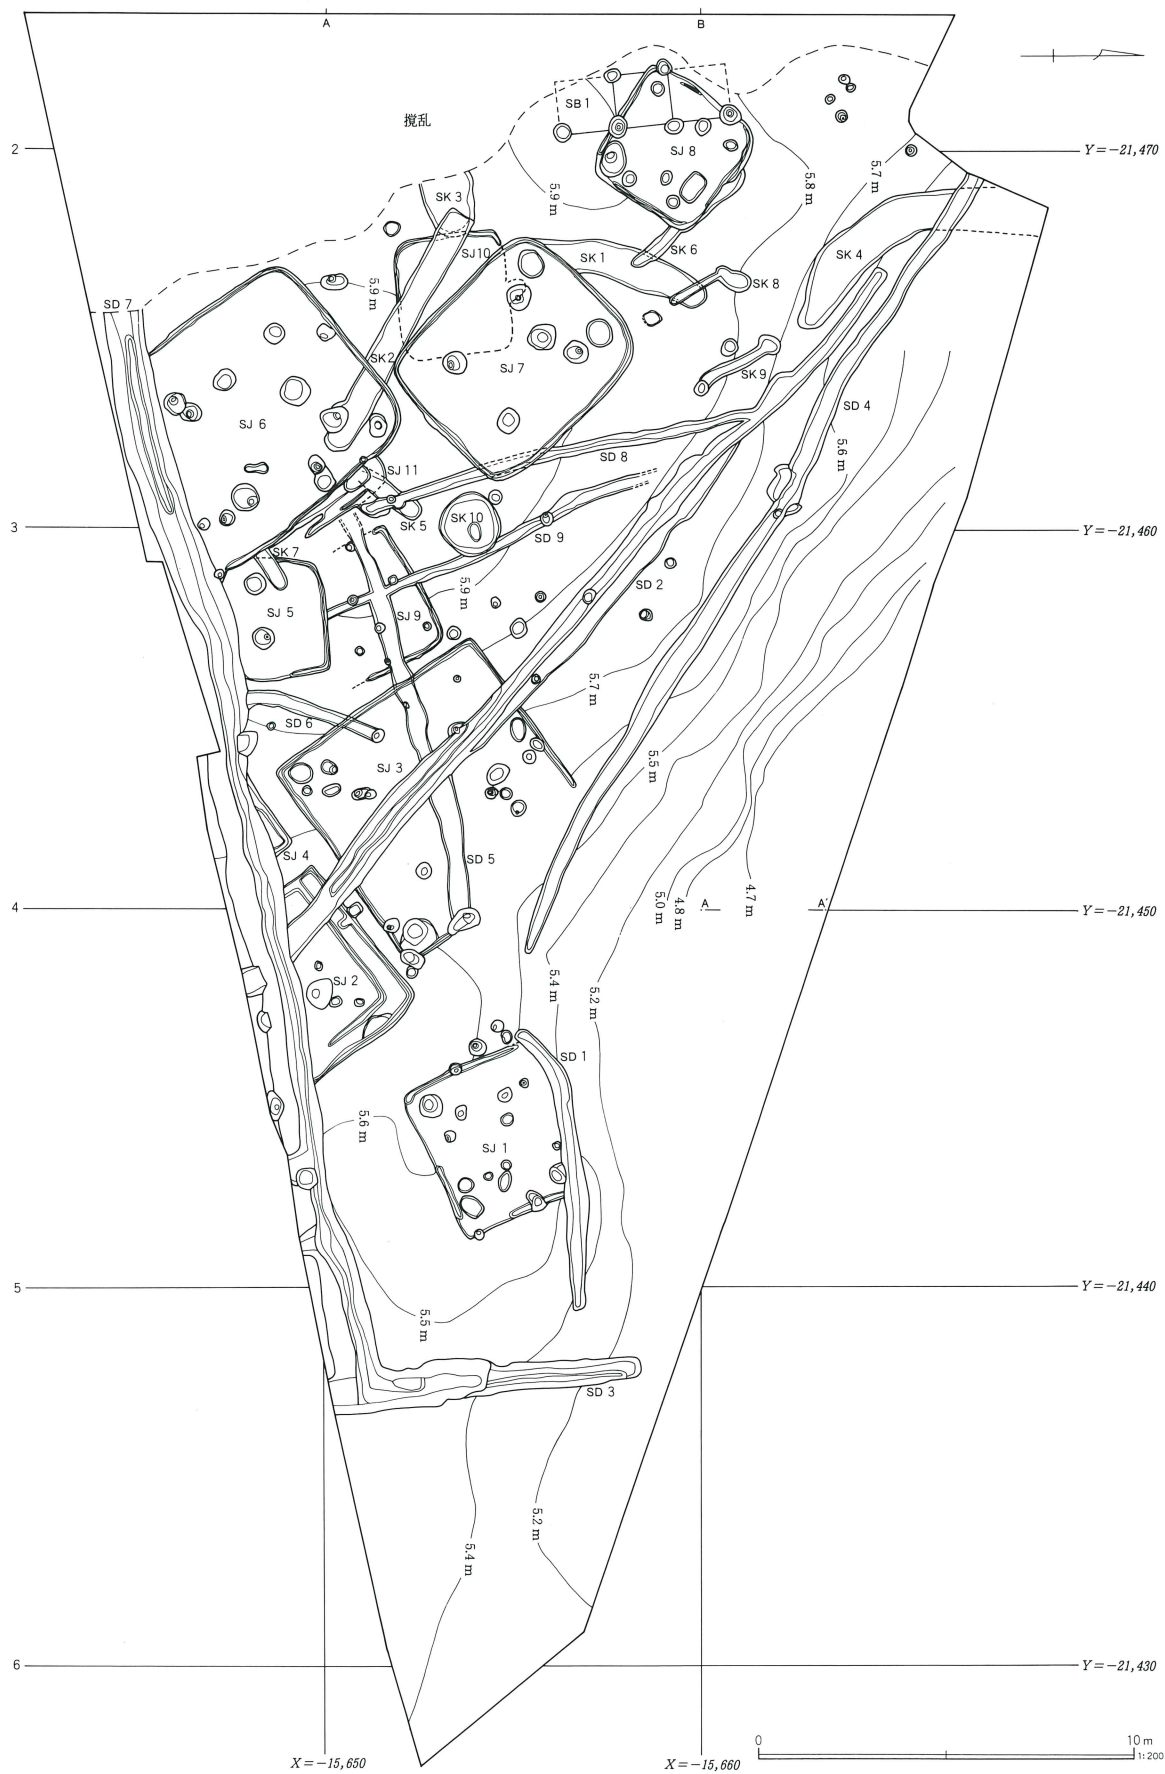 A
B
SB 1
撹乱
2
SJ 8
Y=−21,470
5.7 m
5.8 m
5.9 m
SK 3
SJ10
SK 1
SK 6
SK 4
SK 8
5.9 m
SD 7
SK2
SJ 7
SK 9
SD 4
SJ 6
5.6 m
SD 8
SJ 11
SK 5
SK 10
3
SD 9
Y=−21,460
SK 7
5.9 m
SD 2
SJ 5
SJ 9
5.7 m
SD 6
SJ 3
5.5 m
SJ 4
SD 5
5.0 m
4.8 m
4.7 m
4
A
A'
Y=−21,450
SJ 2
5.4 m
5.2 m
SD 1
5.6 m
SJ 1
5
Y=−21,440
5.5 m
SD 3
5.2 m
5.4 m
6
Y=−21,430
0
10 m
1:200
X=−15,650
X=−15,660